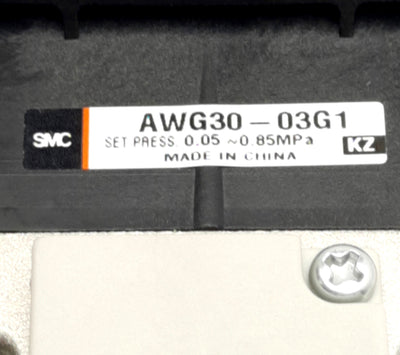 SMC
AWG30-03G1
SET PRESS. 0.05 ~0.85MPa
KZ
MADE IN CHINA